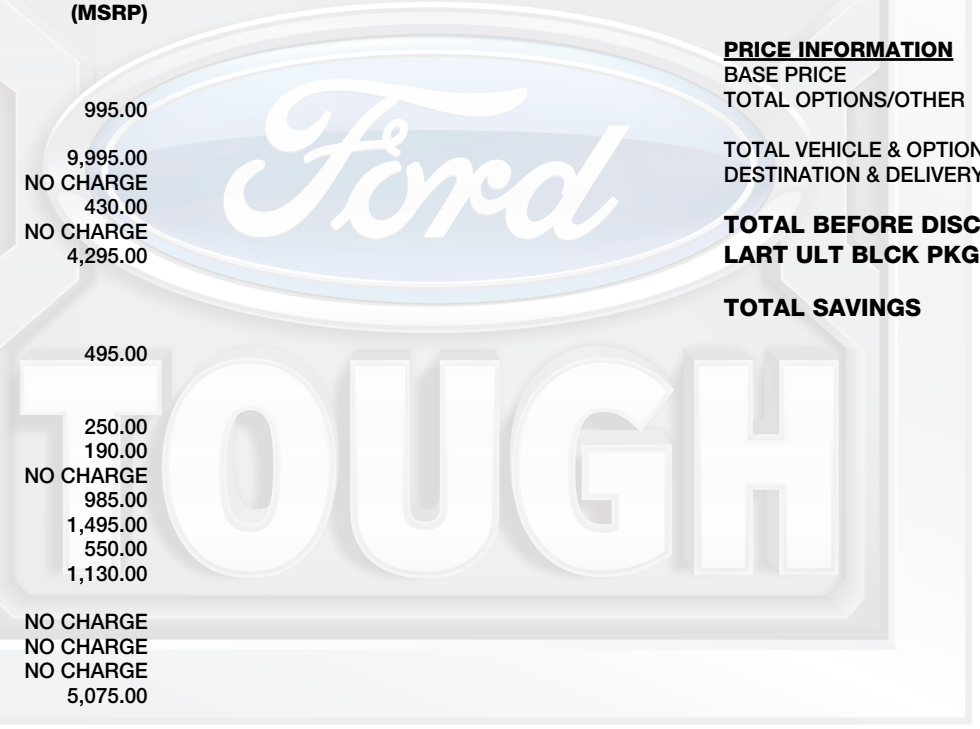 (MSRP)
995.00
9,995.00
NO CHARGE
430.00
NO CHARGE
4,295.00
495.00
250.00
190.00
NO CHARGE
985.00
1,495.00
550.00
1,130.00
NO CHARGE
NO CHARGE
NO CHARGE
5,075.00
PRICE INFORMATION
BASE PRICE
TOTAL OPTIONS/OTHER
TOTAL VEHICLE & OPTION
DESTINATION & DELIVERY
TOTAL BEFORE DISC
LART ULT BLCK PKG
TOTAL SAVINGS
Ford
TOUGH